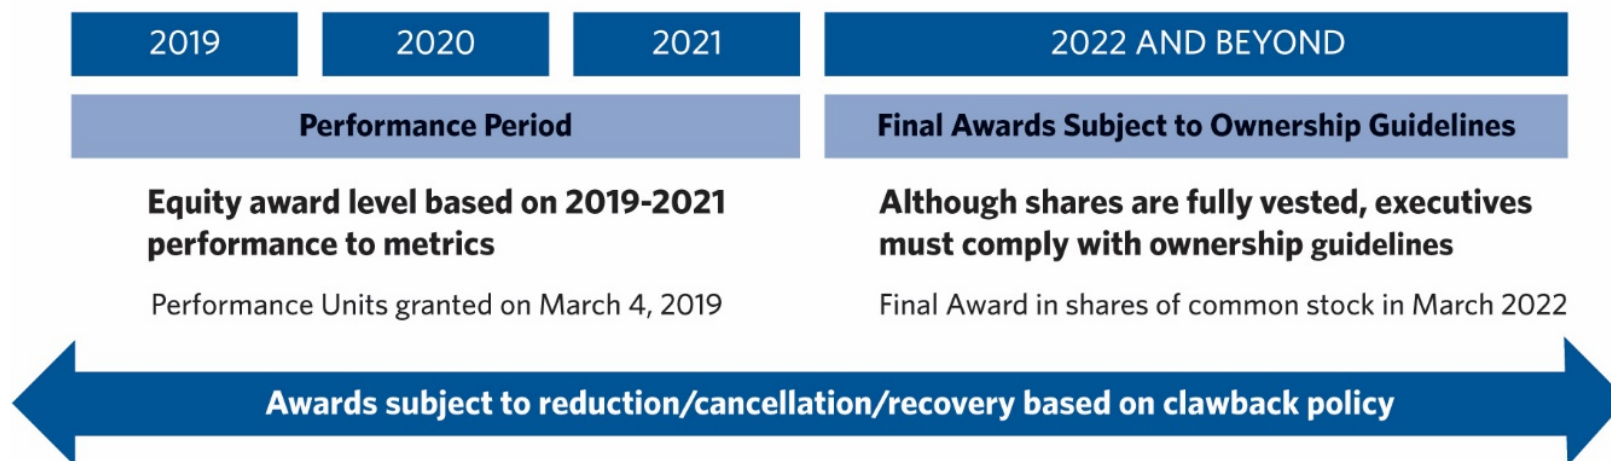 2019
2020
2021
2022 AND BEYOND
Performance Period
Final Awards Subject to Ownership Guidelines
Equity award level based on 2019-2021
performance to metrics
Performance Units granted on March 4, 2019
Although shares are fully vested, executives
must comply with ownership guidelines
Final Award in shares of common stock in March 2022
Awards subject to reduction/cancellation/recovery based on clawback policy